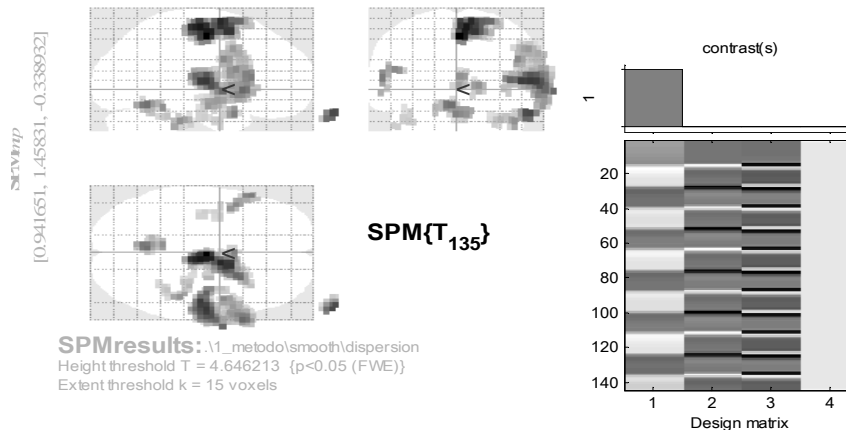 contrast(s)
1
SPMmip
[0.941651, 1.45831, -0.338932]
<
<
<
SPM{T135}
20
40
60
80
100
120
140
1 2 3 4
Design matrix
SPMresults: .\1_metodo\smooth\dispersion
Height threshold T = 4.646213 {p<0.05 (FWE)}
Extent threshold k = 15 voxels